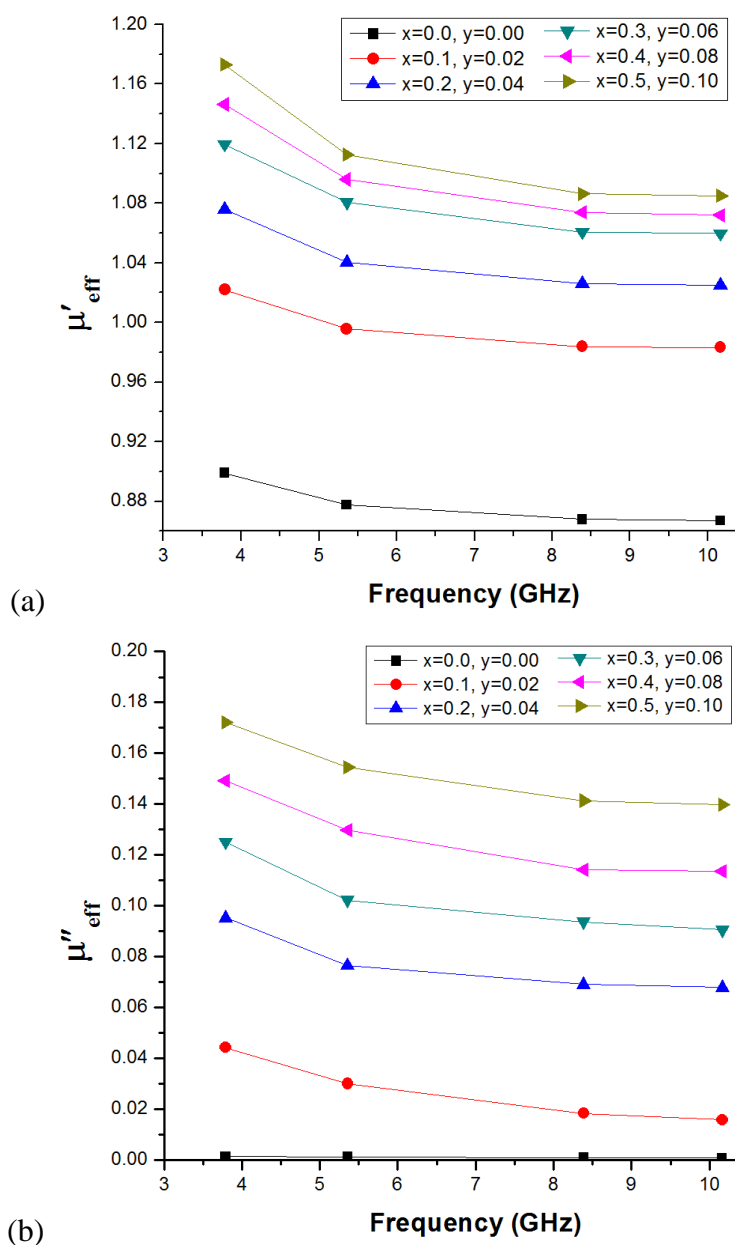 x=0.0, y=0.00 x=0.3, y=0.06
x=0.1, y=0.02 x=0.4, y=0.08
x=0.2, y=0.04 x=0.5, y=0.10
1.20
1.16
1.12
1.08
1.04
1.00
0.96
0.92
0.88
μ′eff
3 4 5 6 7 8 9 10
Frequency (GHz)
(a)
x=0.0, y=0.00 x=0.3, y=0.06
x=0.1, y=0.02 x=0.4, y=0.08
x=0.2, y=0.04 x=0.5, y=0.10
0.20
0.18
0.16
0.14
0.12
0.10
0.08
0.06
0.04
0.02
0.00
μ″eff
3 4 5 6 7 8 9 10
Frequency (GHz)
(b)